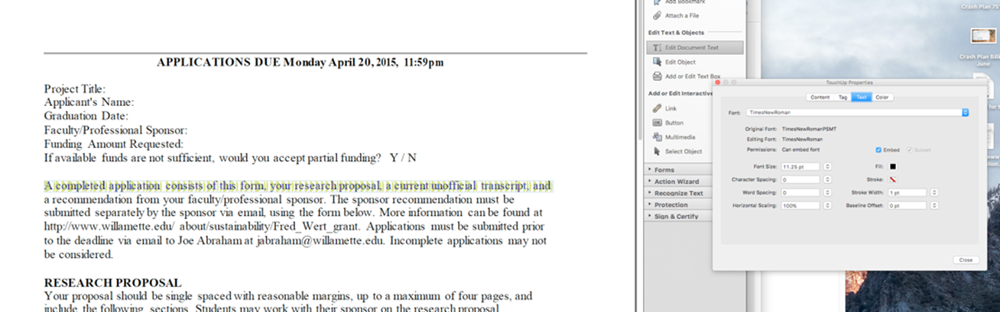 APPLICATIONS DUE Monday April 20, 2015, 11:59pm
Project Title:
Applicant's Name:
Graduation Date:
Faculty/Professional Sponsor:
Funding Amount Requested:
If available funds are not sufficient, would you accept partial funding? Y / N
A completed application consists of this form, your research proposal, a current unofficial transcript, and
a recommendation from your faculty/professional sponsor. The sponsor recommendation must be
submitted separately by the sponsor via email, using the form below. More information can be found at
http://www.willamette.edu/ about/sustainability/Fred_Wert_grant. Applications must be submitted prior
to the deadline via email to Joe Abraham at jabraham@willamette.edu. Incomplete applications may not
be considered.
RESEARCH PROPOSAL
Your proposal should be single spaced with reasonable margins, up to a maximum of four pages, and
include the following sections. Students may work with their sponsor on the research proposal
Add Bookmark
Attach a File
Edit Text & Objects
Edit Document Text
Edit Object
Add or Edit Text Box
Add or Edit Interactive
Link
Button
Multimedia
Select Object
Forms
Action Wizard
Recognize Text
Protection
Sign & Certify
TouchUp Properties
Content Tag Text Color
Font: TimesNewRoman
Original Font: TimesNewRomanPSMT
Editing Font: TimesNewRoman
Permissions: Can embed font Embed Subset
Font Size: 11.25 pt Fill:
Character Spacing: 0 Stroke:
Word Spacing: 0 Stroke Width: 1 pt
Horizontal Scaling: 100% Baseline Offset: 0 pt
Close
Crash Plan 75
Crash Plan Billi
June
for